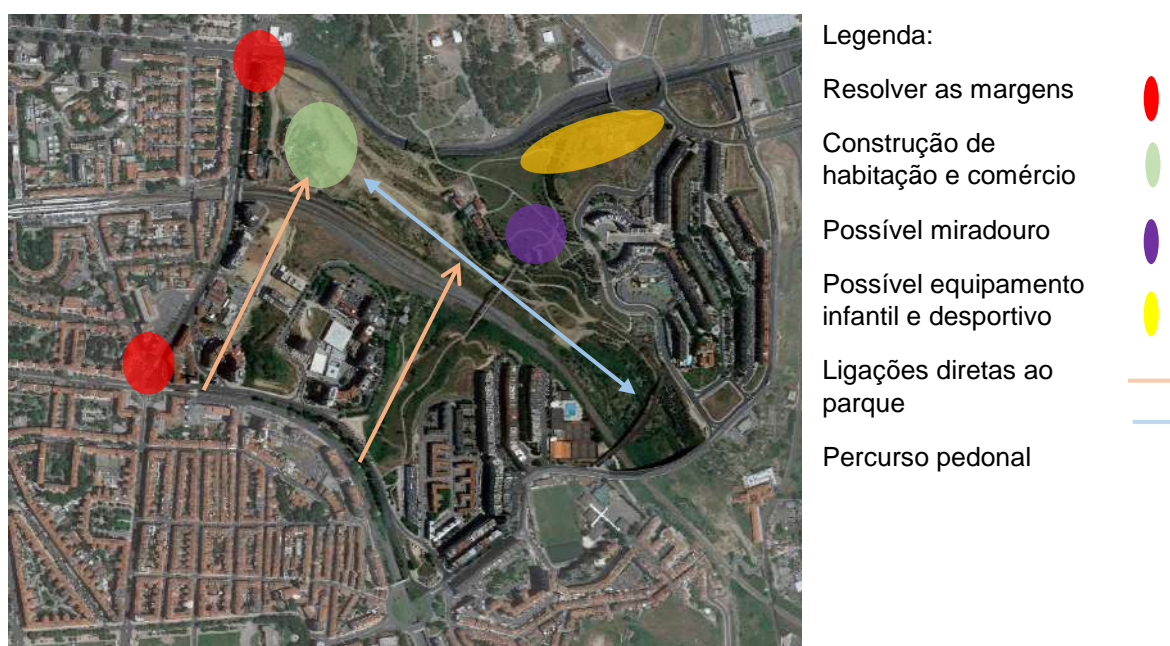 Legenda:
Resolver as margens
Construção de
habitação e comércio
Possível miradouro
Possível equipamento
infantil e desportivo
Ligações diretas ao
parque
Percurso pedonal